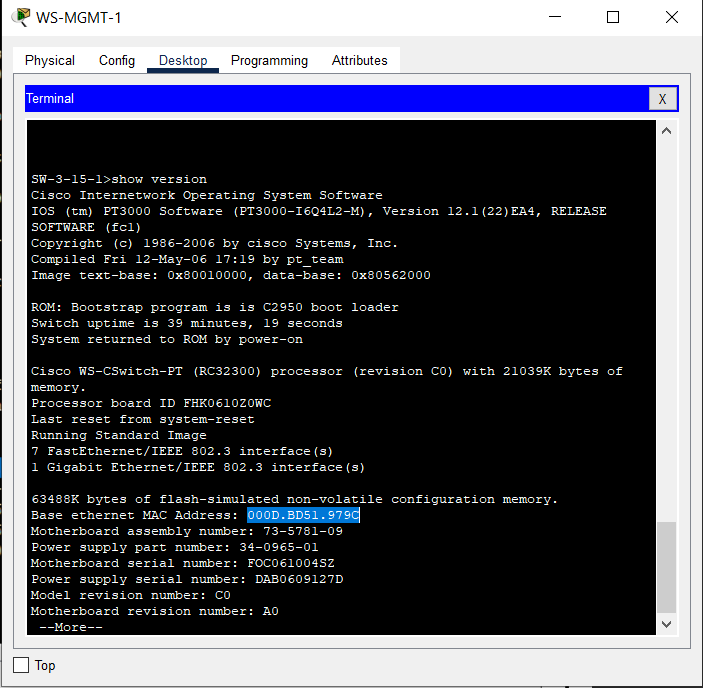 WS-MGMT-1
Physical Config Desktop Programming Attributes
Terminal X
SW-3-15-1>show version
Cisco Internetwork Operating System Software
IOS (tm) PT3000 Software (PT3000-I6Q4L2-M), Version 12.1(22)EA4, RELEASE
SOFTWARE (fc1)
Copyright (c) 1986-2006 by cisco Systems, Inc.
Compiled Fri 12-May-06 17:19 by pt_team
Image text-base: 0x80010000, data-base: 0x80562000
ROM: Bootstrap program is is C2950 boot loader
Switch uptime is 39 minutes, 19 seconds
System returned to ROM by power-on
Cisco WS-CSwitch-PT (RC32300) processor (revision C0) with 21039K bytes of
memory.
Processor board ID FHK0610Z0WC
Last reset from system-reset
Running Standard Image
7 FastEthernet/IEEE 802.3 interface(s)
1 Gigabit Ethernet/IEEE 802.3 interface(s)
63488K bytes of flash-simulated non-volatile configuration memory.
Base ethernet MAC Address: 000D.BD51.979C
Motherboard assembly number: 73-5781-09
Power supply part number: 34-0965-01
Motherboard serial number: FOC061004SZ
Power supply serial number: DAB0609127D
Model revision number: C0
Motherboard revision number: A0
--More--
Top